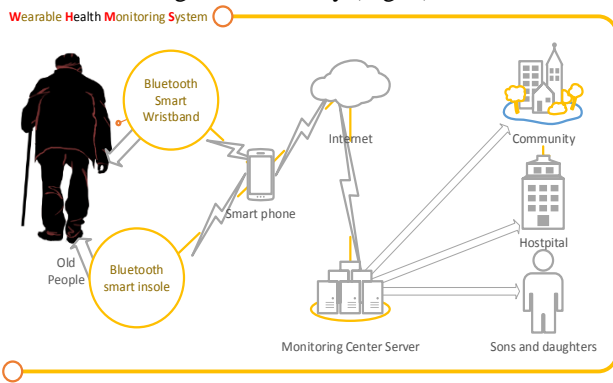 Wearable Health Monitoring System
Bluetooth
Smart
Wristband
Internet
Community
Smart phone
Hostpital
Old
People
Bluetooth
smart insole
Monitoring Center Server
Sons and daughters